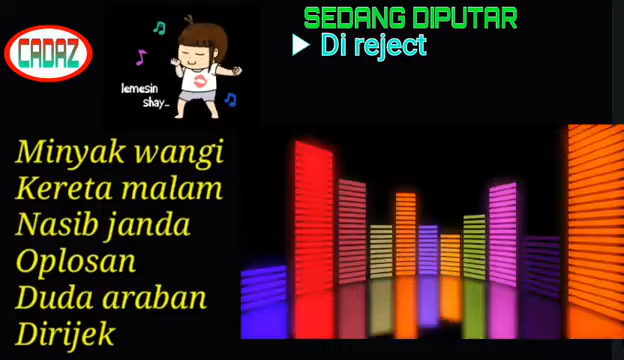 CADAZ
SEDANG DIPUTAR
Di reject
lemesin
shay...
Minyak wangi
Kereta malam
Nasib janda
Oplosan
Duda araban
Dirijek